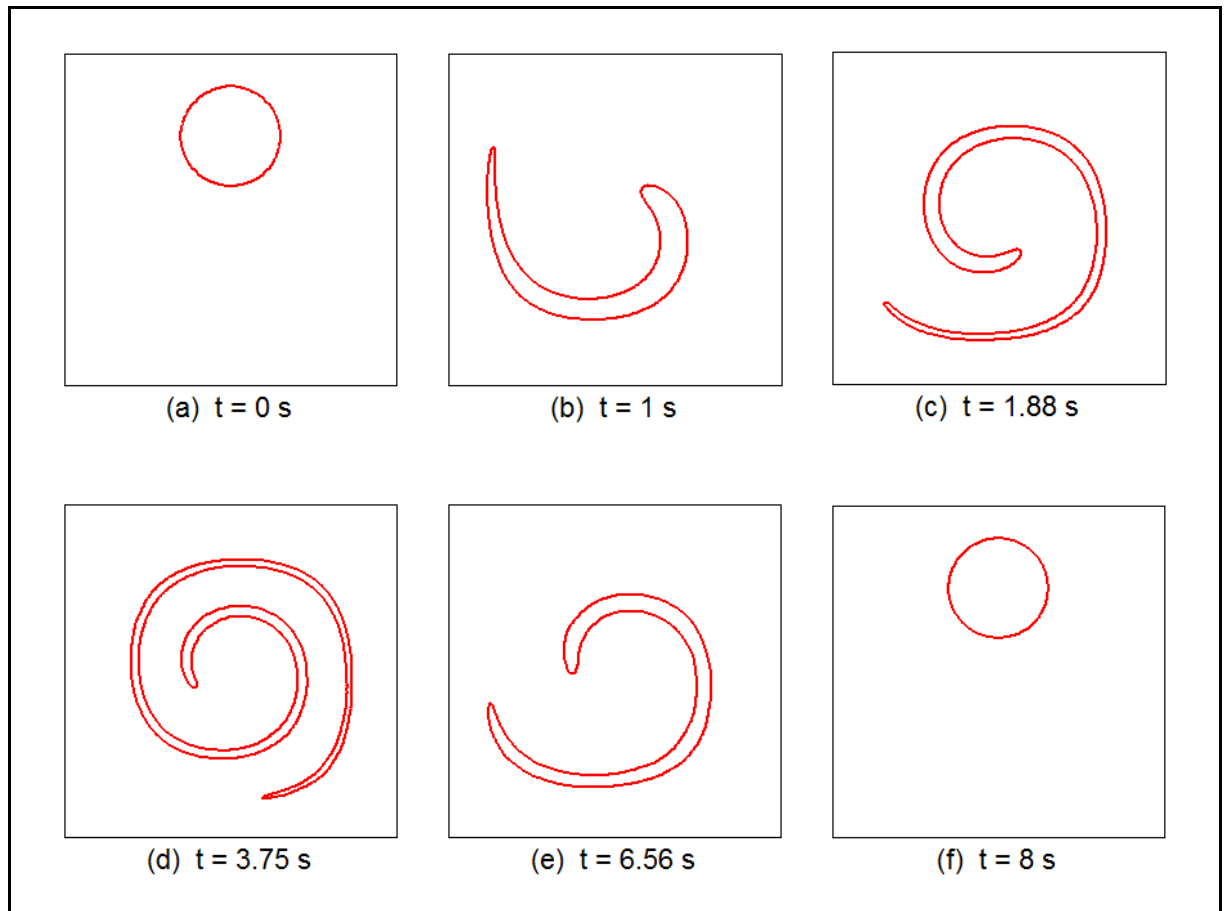 (a) t = 0 s
(b) t = 1 s
(c) t = 1.88 s
(d) t = 3.75 s
(e) t = 6.56 s
(f) t = 8 s